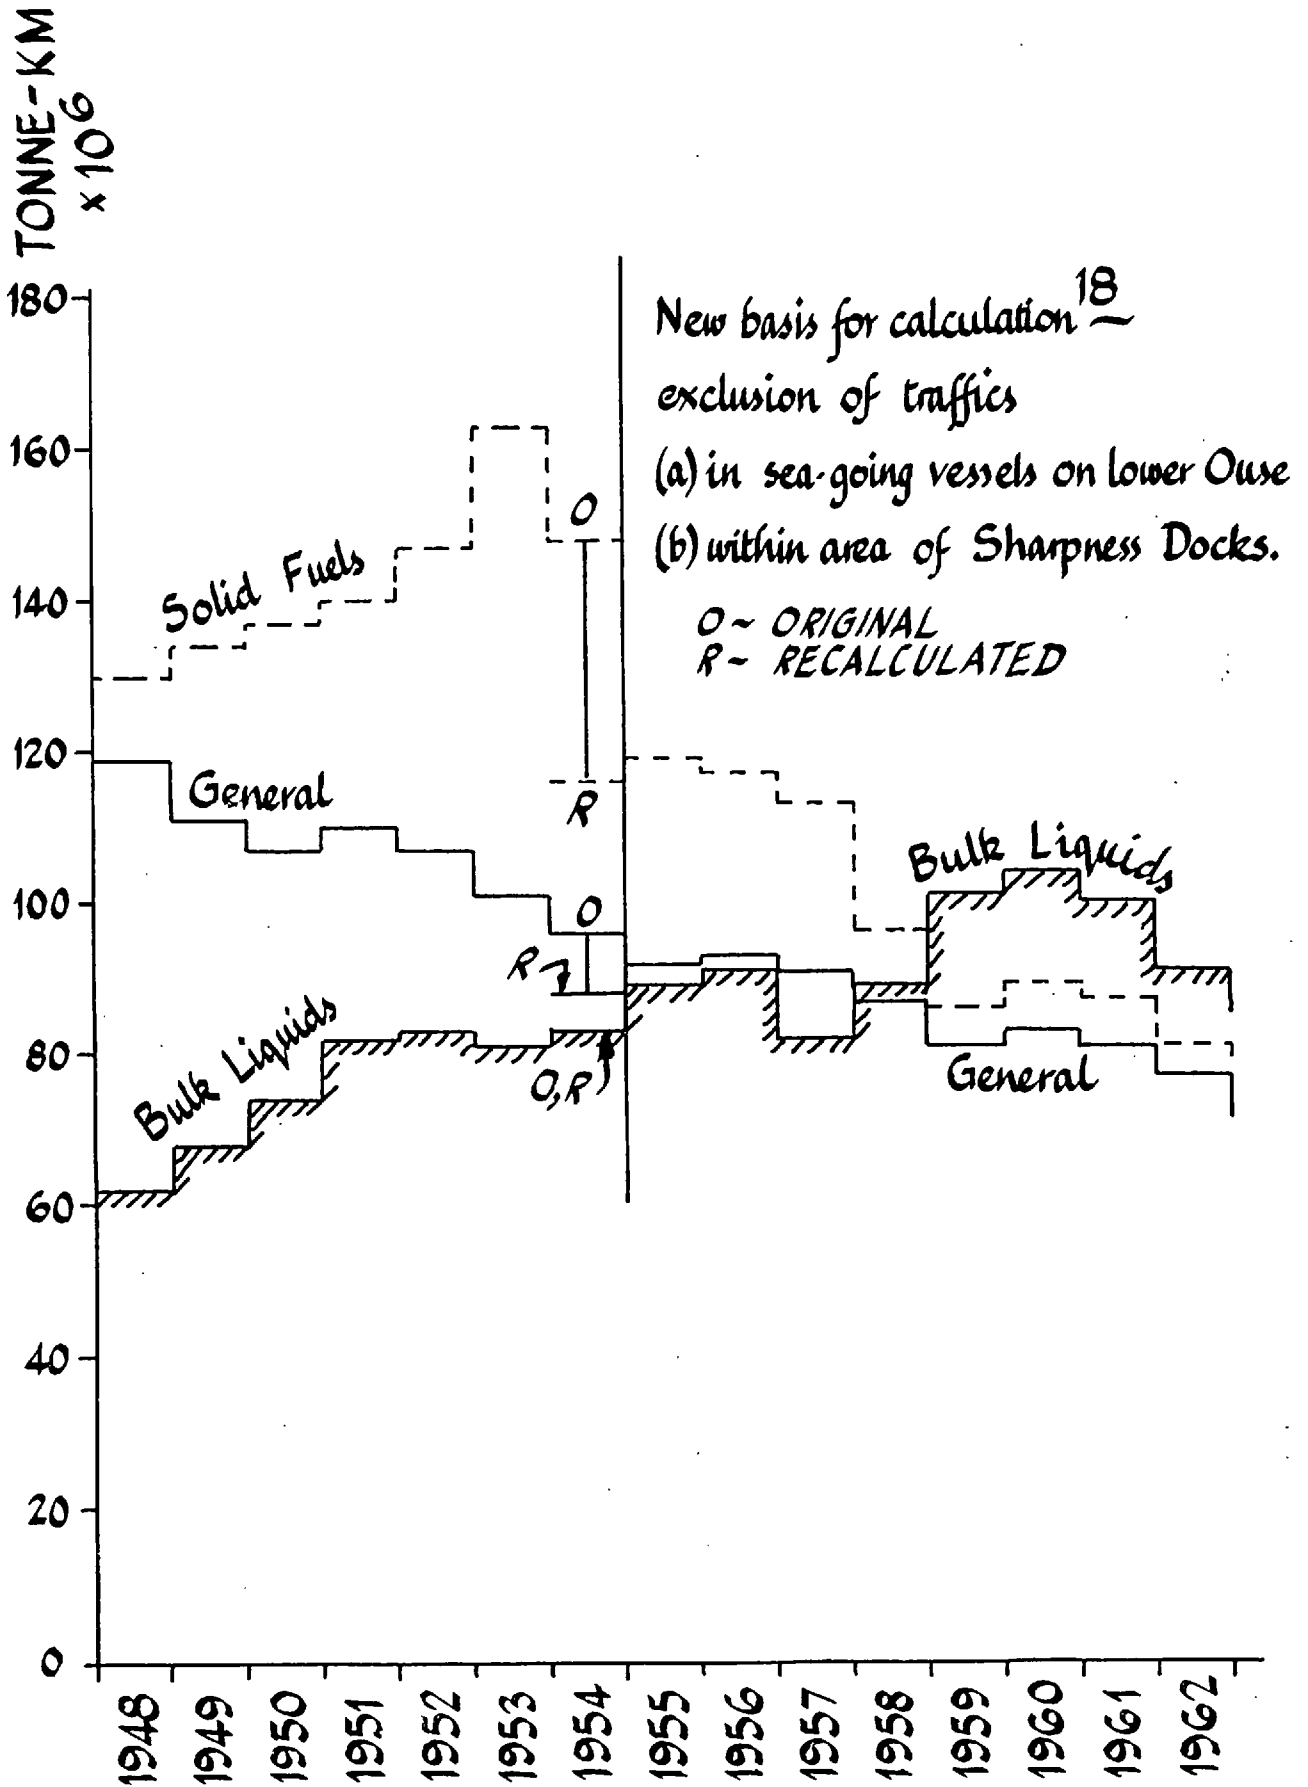 TONNE-KM
x 10⁶
180
160
140
120
100
80
60
40
20
0
New basis for calculation 18 ~
exclusion of traffics
(a) in sea-going vessels on lower Ouse
(b) within area of Sharpness Docks.
O ~ ORIGINAL
R ~ RECALCULATED
Solid Fuels
O
R
General
O
R
Bulk Liquids
O,R
Bulk Liquids
General
1948
1949
1950
1951
1952
1953
1954
1955
1956
1957
1958
1959
1960
1961
1962